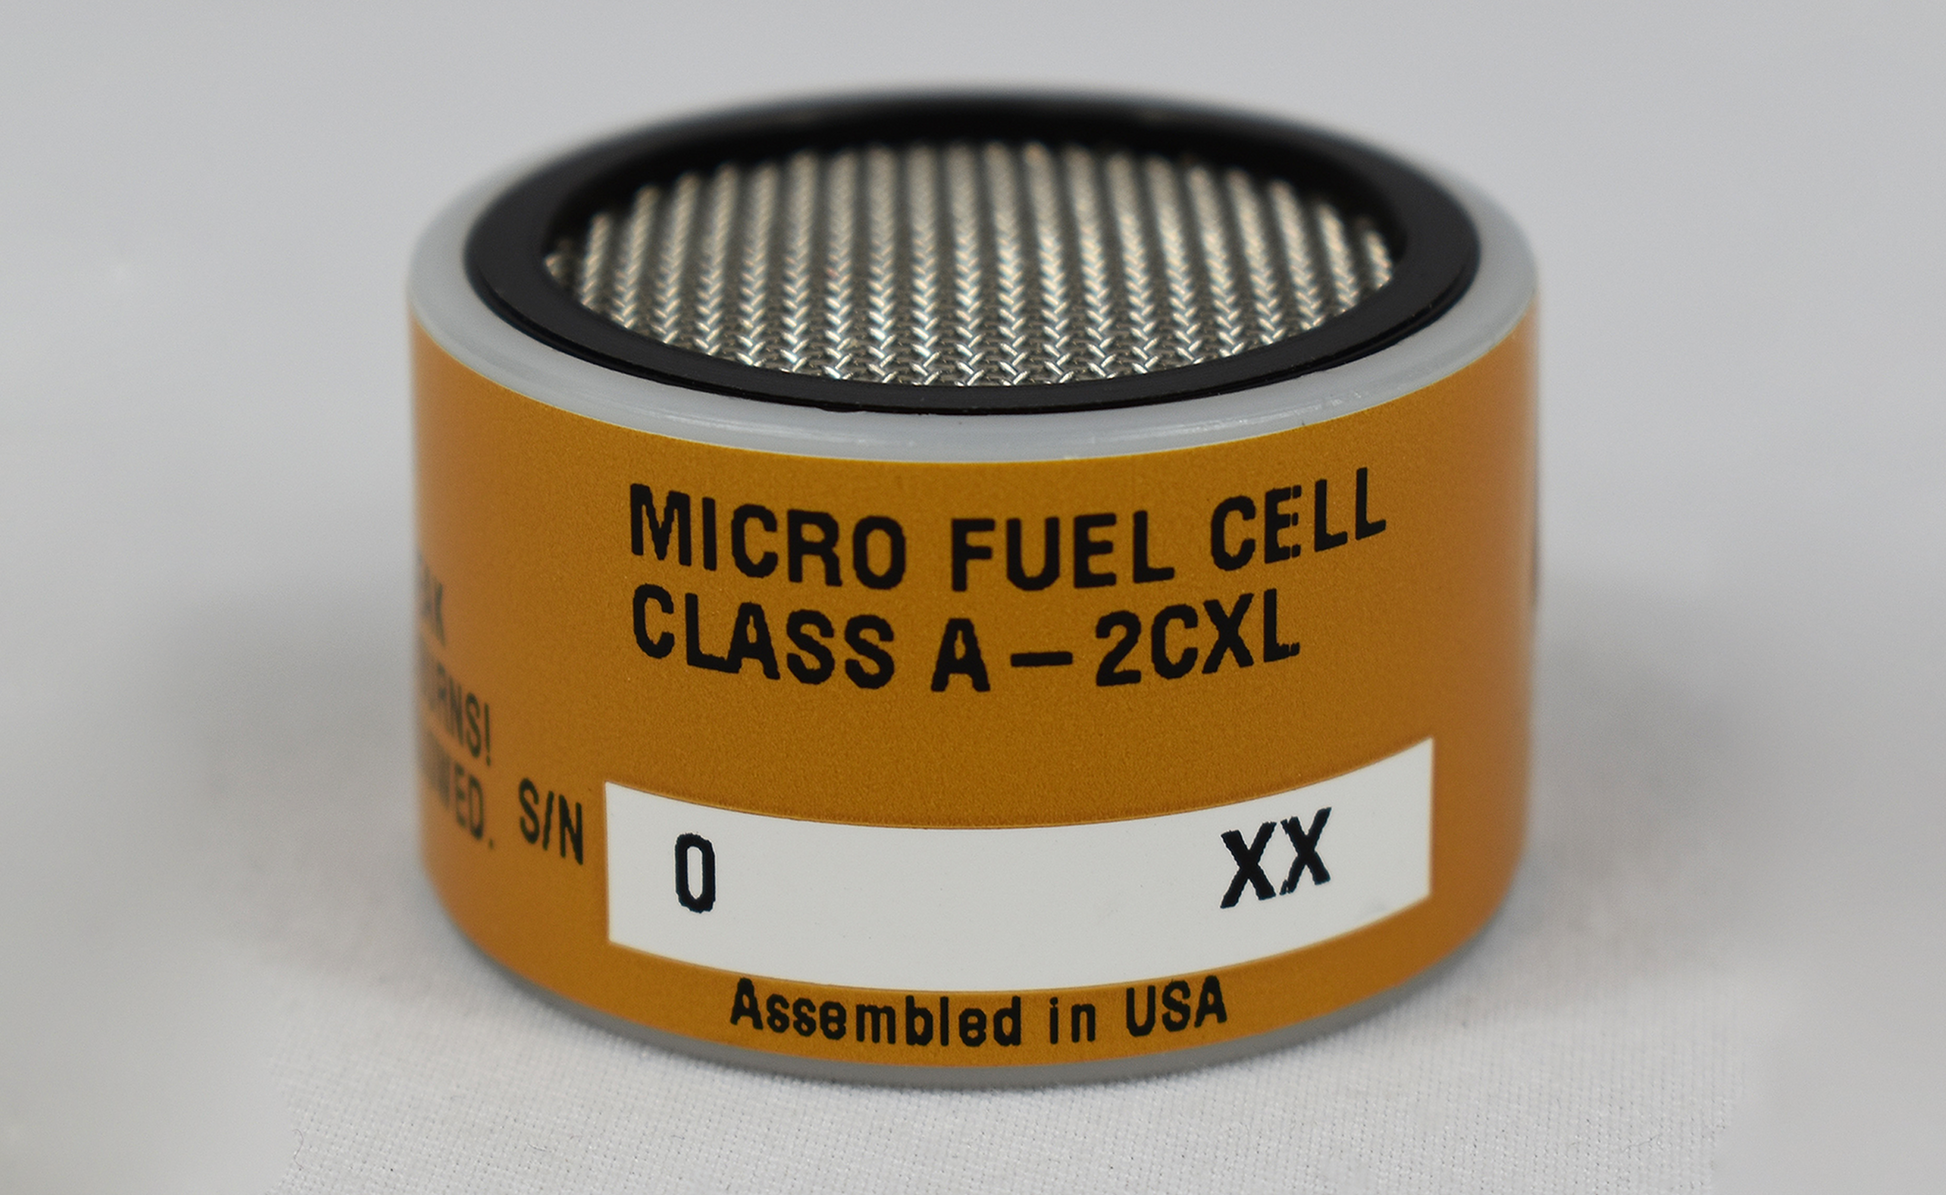 MICRO FUEL CELL
CLASS A – 2CXL
S/N 0 XX
Assembled in USA